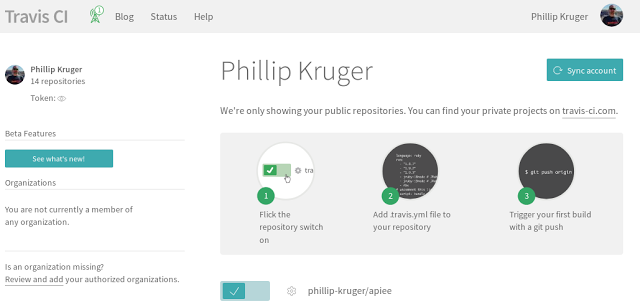 Travis CI
1
Blog
Status
Help
Phillip Kruger
Phillip Kruger
14 repositories
Token:
Beta Features
See what's new!
Organizations
You are not currently a member of
any organization.
Is an organization missing?
Review and add your authorized organizations.
Phillip Kruger
Sync account
We're only showing your public repositories. You can find your private projects on travis-ci.com.
tra
1
Flick the
repository switch
on
language: ruby
2
Add .travis.yml file to
your repository
$ git push origin
3
Trigger your first build
with a git push
phillip-kruger/apiee